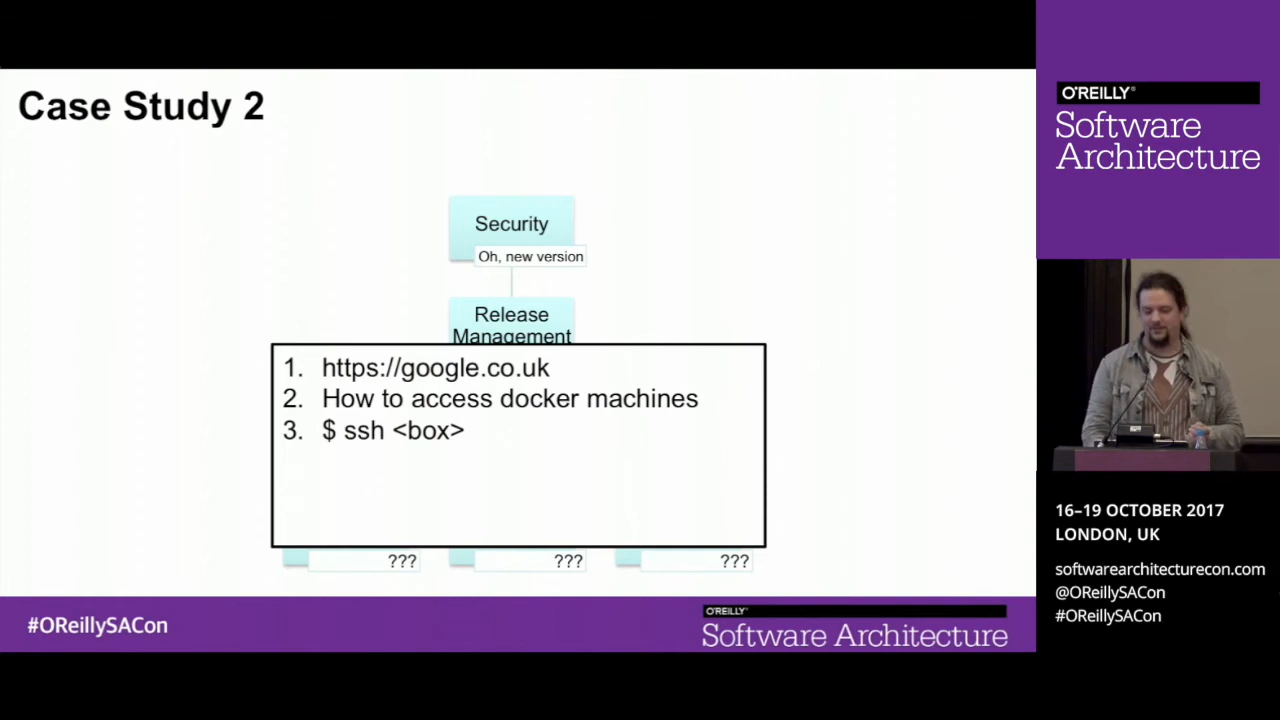 Case Study 2
Security
Oh, new version
Release
Management
1. https://google.co.uk
2. How to access docker machines
3. $ ssh <box>
??? ??? ???
#OReillySACon
O'REILLY®
Software Architecture
O'REILLY®
Software
Architecture
16–19 OCTOBER 2017
LONDON, UK
softwarearchitecturecon.com
@OReillySACon
#OReillySACon